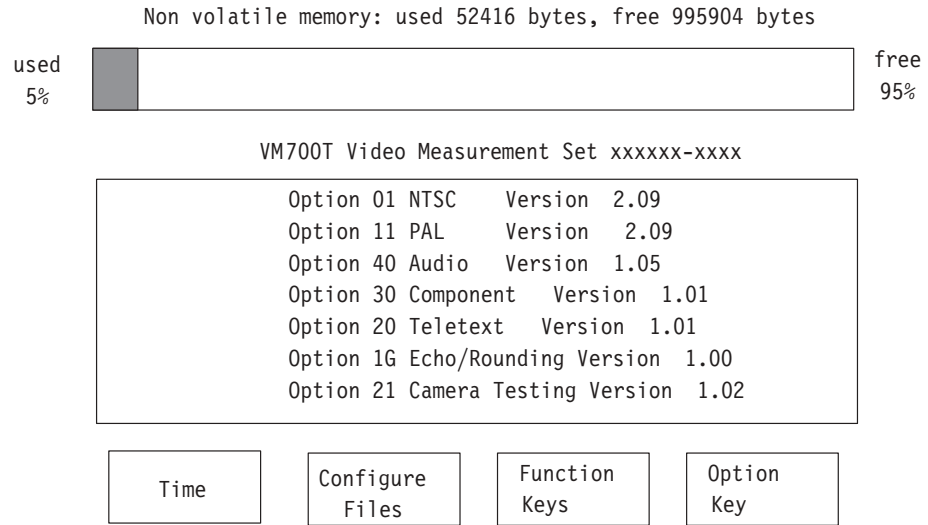 Non volatile memory: used 52416 bytes, free 995904 bytes
used
5%
free
95%
VM700T Video Measurement Set xxxxxx-xxxx
Option 01 NTSC Version 2.09
Option 11 PAL Version 2.09
Option 40 Audio Version 1.05
Option 30 Component Version 1.01
Option 20 Teletext Version 1.01
Option 1G Echo/Rounding Version 1.00
Option 21 Camera Testing Version 1.02
Time
Configure
Files
Function
Keys
Option
Key